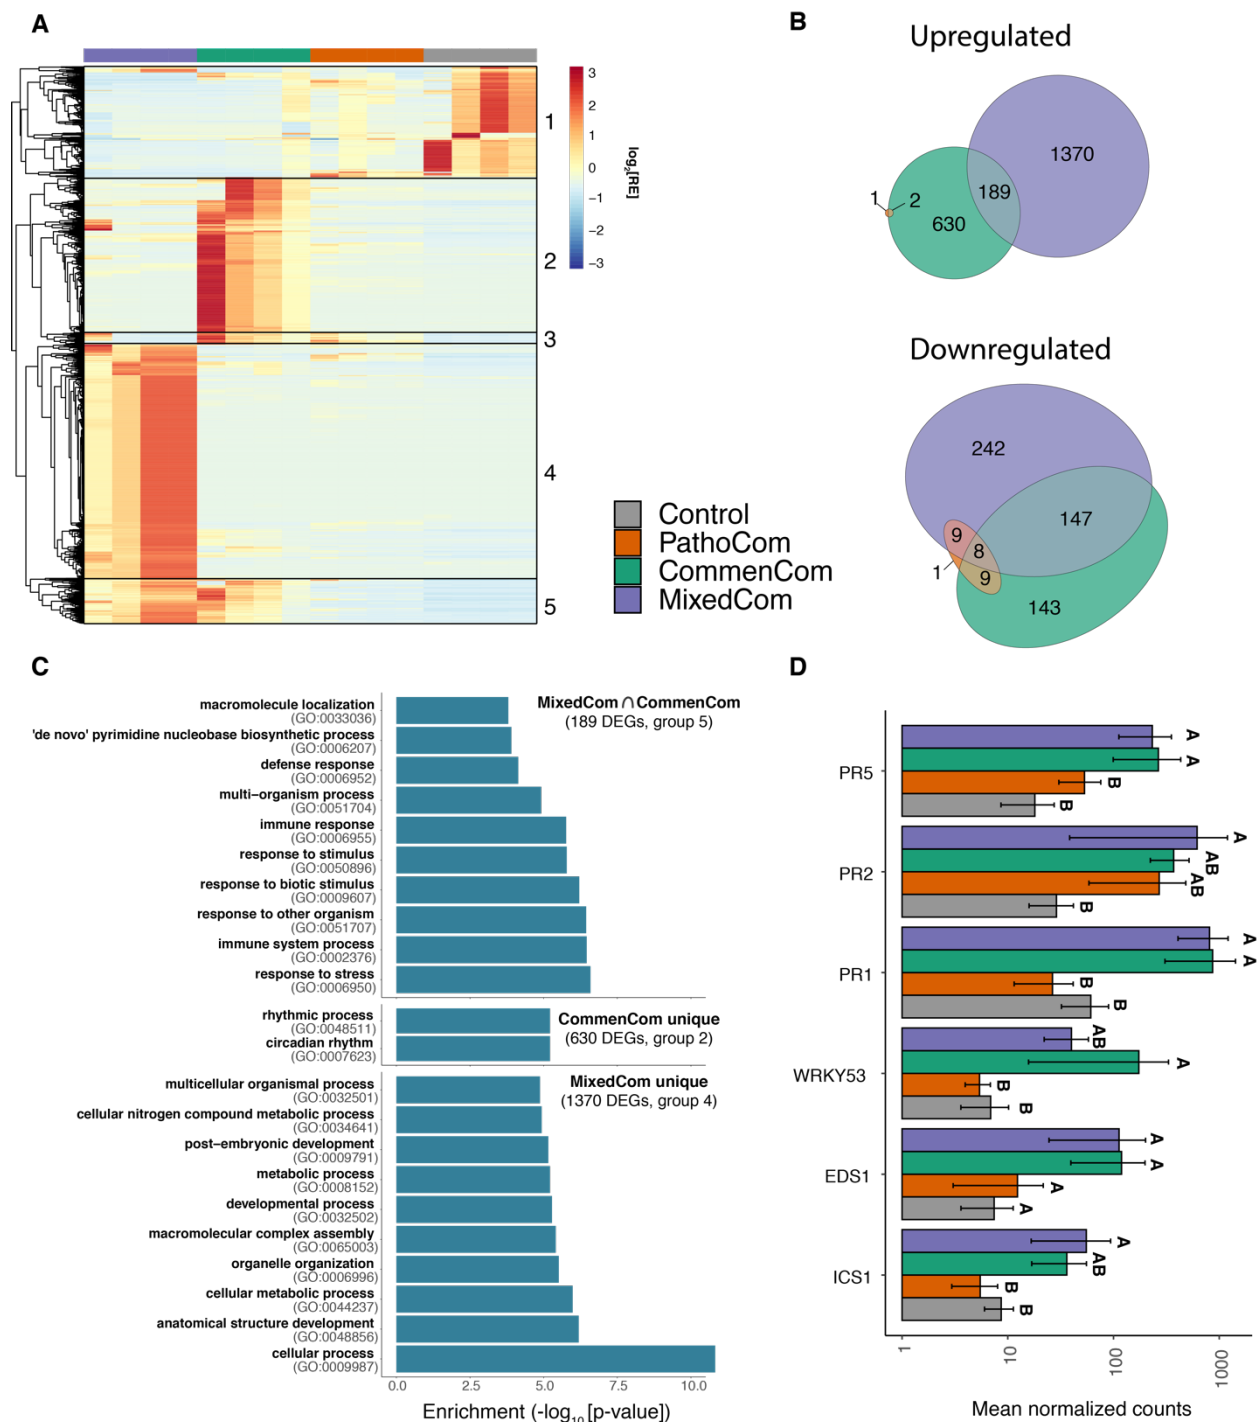 A
3
2
1
0
−1
−2
−3
log2[RE]
1
2
3
4
5
B
Upregulated
1370
189
630
1
2
Downregulated
242
147
9
8
9
1
143
Control
PathoCom
CommenCom
MixedCom
C
macromolecule localization
(GO:0033036)
'de novo' pyrimidine nucleobase biosynthetic process
(GO:0006207)
defense response
(GO:0006952)
multi−organism process
(GO:0051704)
immune response
(GO:0006955)
response to stimulus
(GO:0050896)
response to biotic stimulus
(GO:0009607)
response to other organism
(GO:0051707)
immune system process
(GO:0002376)
response to stress
(GO:0006950)
MixedCom ∩ CommenCom
(189 DEGs, group 5)
rhythmic process
(GO:0048511)
circadian rhythm
(GO:0007623)
CommenCom unique
(630 DEGs, group 2)
multicellular organismal process
(GO:0032501)
cellular nitrogen compound metabolic process
(GO:0034641)
post−embryonic development
(GO:0009791)
metabolic process
(GO:0008152)
developmental process
(GO:0032502)
macromolecular complex assembly
(GO:0065003)
organelle organization
(GO:0006996)
cellular metabolic process
(GO:0044237)
anatomical structure development
(GO:0048856)
cellular process
(GO:0009987)
MixedCom unique
(1370 DEGs, group 4)
0.0 2.5 5.0 7.5 10.0
Enrichment (-log10 [p-value])
D
PR5
A
A
B
B
PR2
A
AB
AB
B
PR1
A
A
B
B
WRKY53
AB
A
B
B
EDS1
A
A
A
A
ICS1
A
AB
B
B
1 10 100 1000
Mean normalized counts